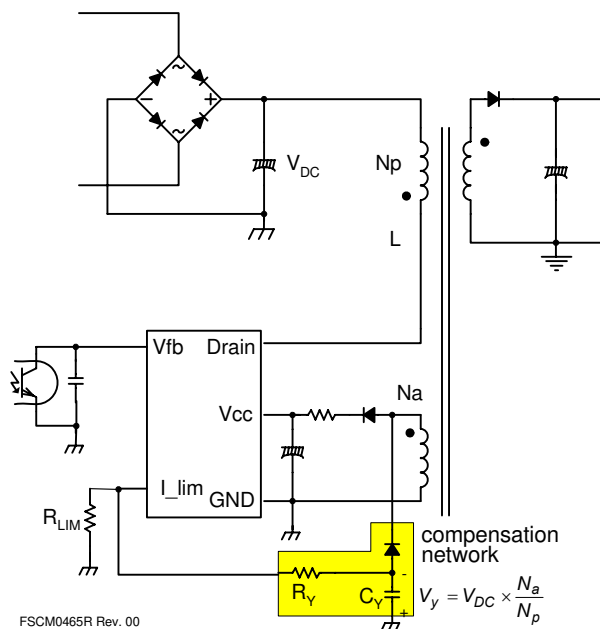 ~
− +
~
V_DC
Np
L
Vfb Drain
Na
Vcc
I_lim
GND
R_LIM
compensation
network
R_Y
C_Y
-
+
V_y = V_DC × N_a / N_p
FSCM0465R Rev. 00